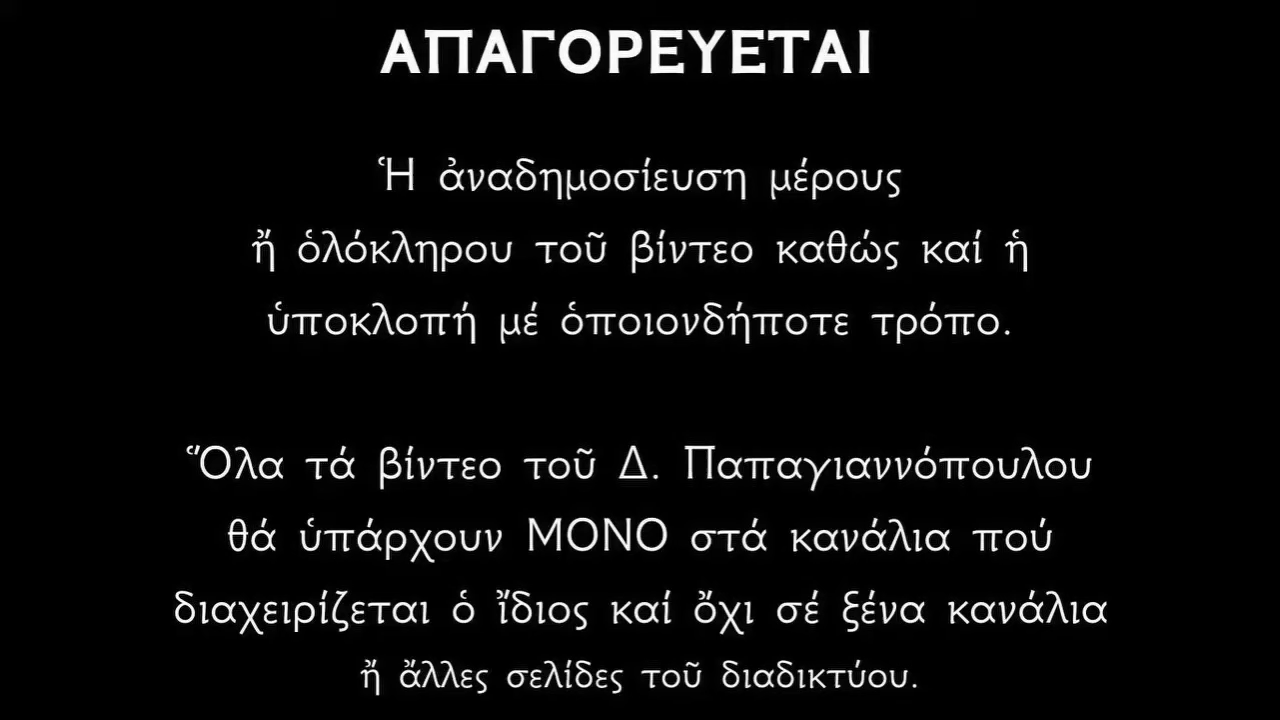 ΑΠΑΓΟΡΕΥΕΤΑΙ
Ἡ ἀναδημοσίευση μέρους
ἤ ὁλόκληρου τοῦ βίντεο καθώς καί ἡ
ὑποκλοπή μέ ὁποιονδήποτε τρόπο.
Ὅλα τά βίντεο τοῦ Δ. Παπαγιαννόπουλου
θά ὑπάρχουν ΜΟΝΟ στά κανάλια πού
διαχειρίζεται ὁ ἴδιος καί ὄχι σέ ξένα κανάλια
ἤ ἄλλες σελίδες τοῦ διαδικτύου.